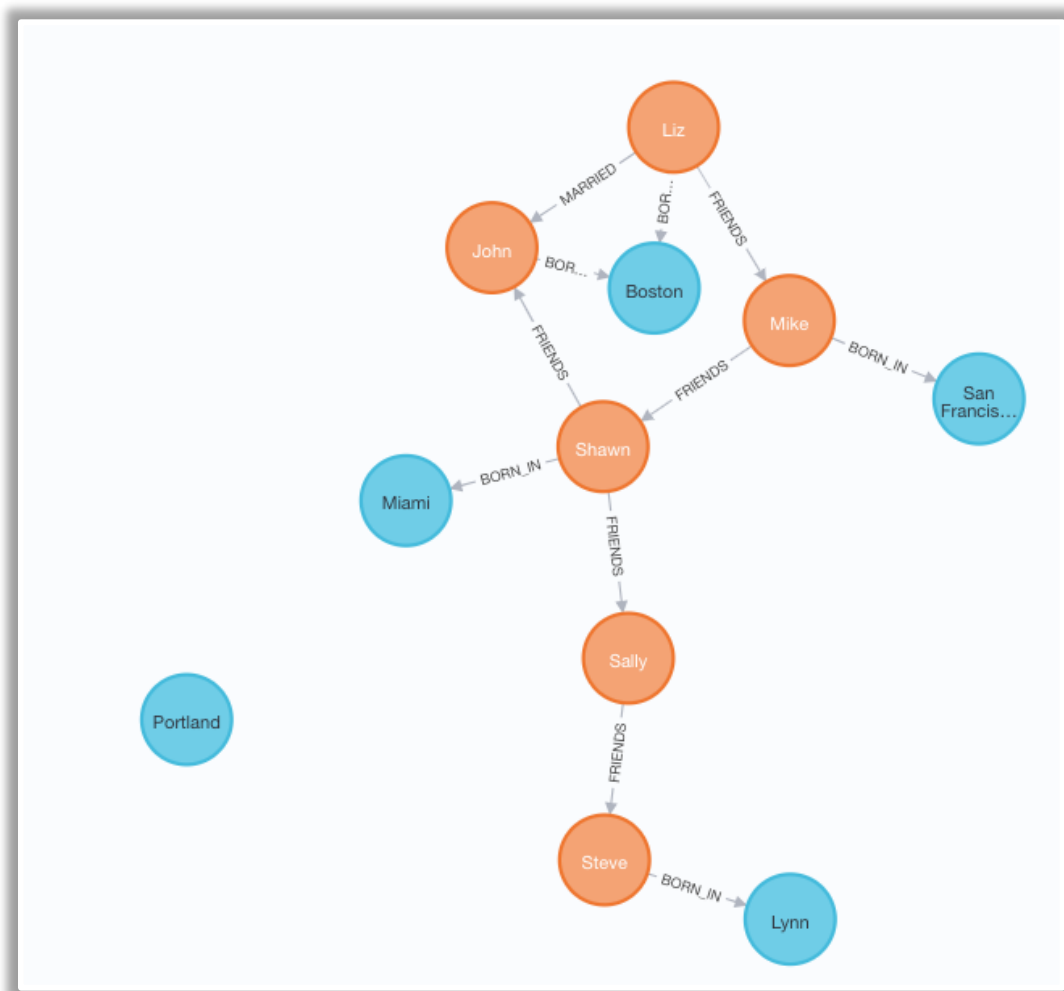 Liz
MARRIED
BOR...
FRIENDS
John
BOR...
Boston
Mike
FRIENDS
BORN_IN
FRIENDS
San
Francis...
Shawn
BORN_IN
Miami
FRIENDS
Sally
Portland
FRIENDS
Steve
BORN_IN
Lynn